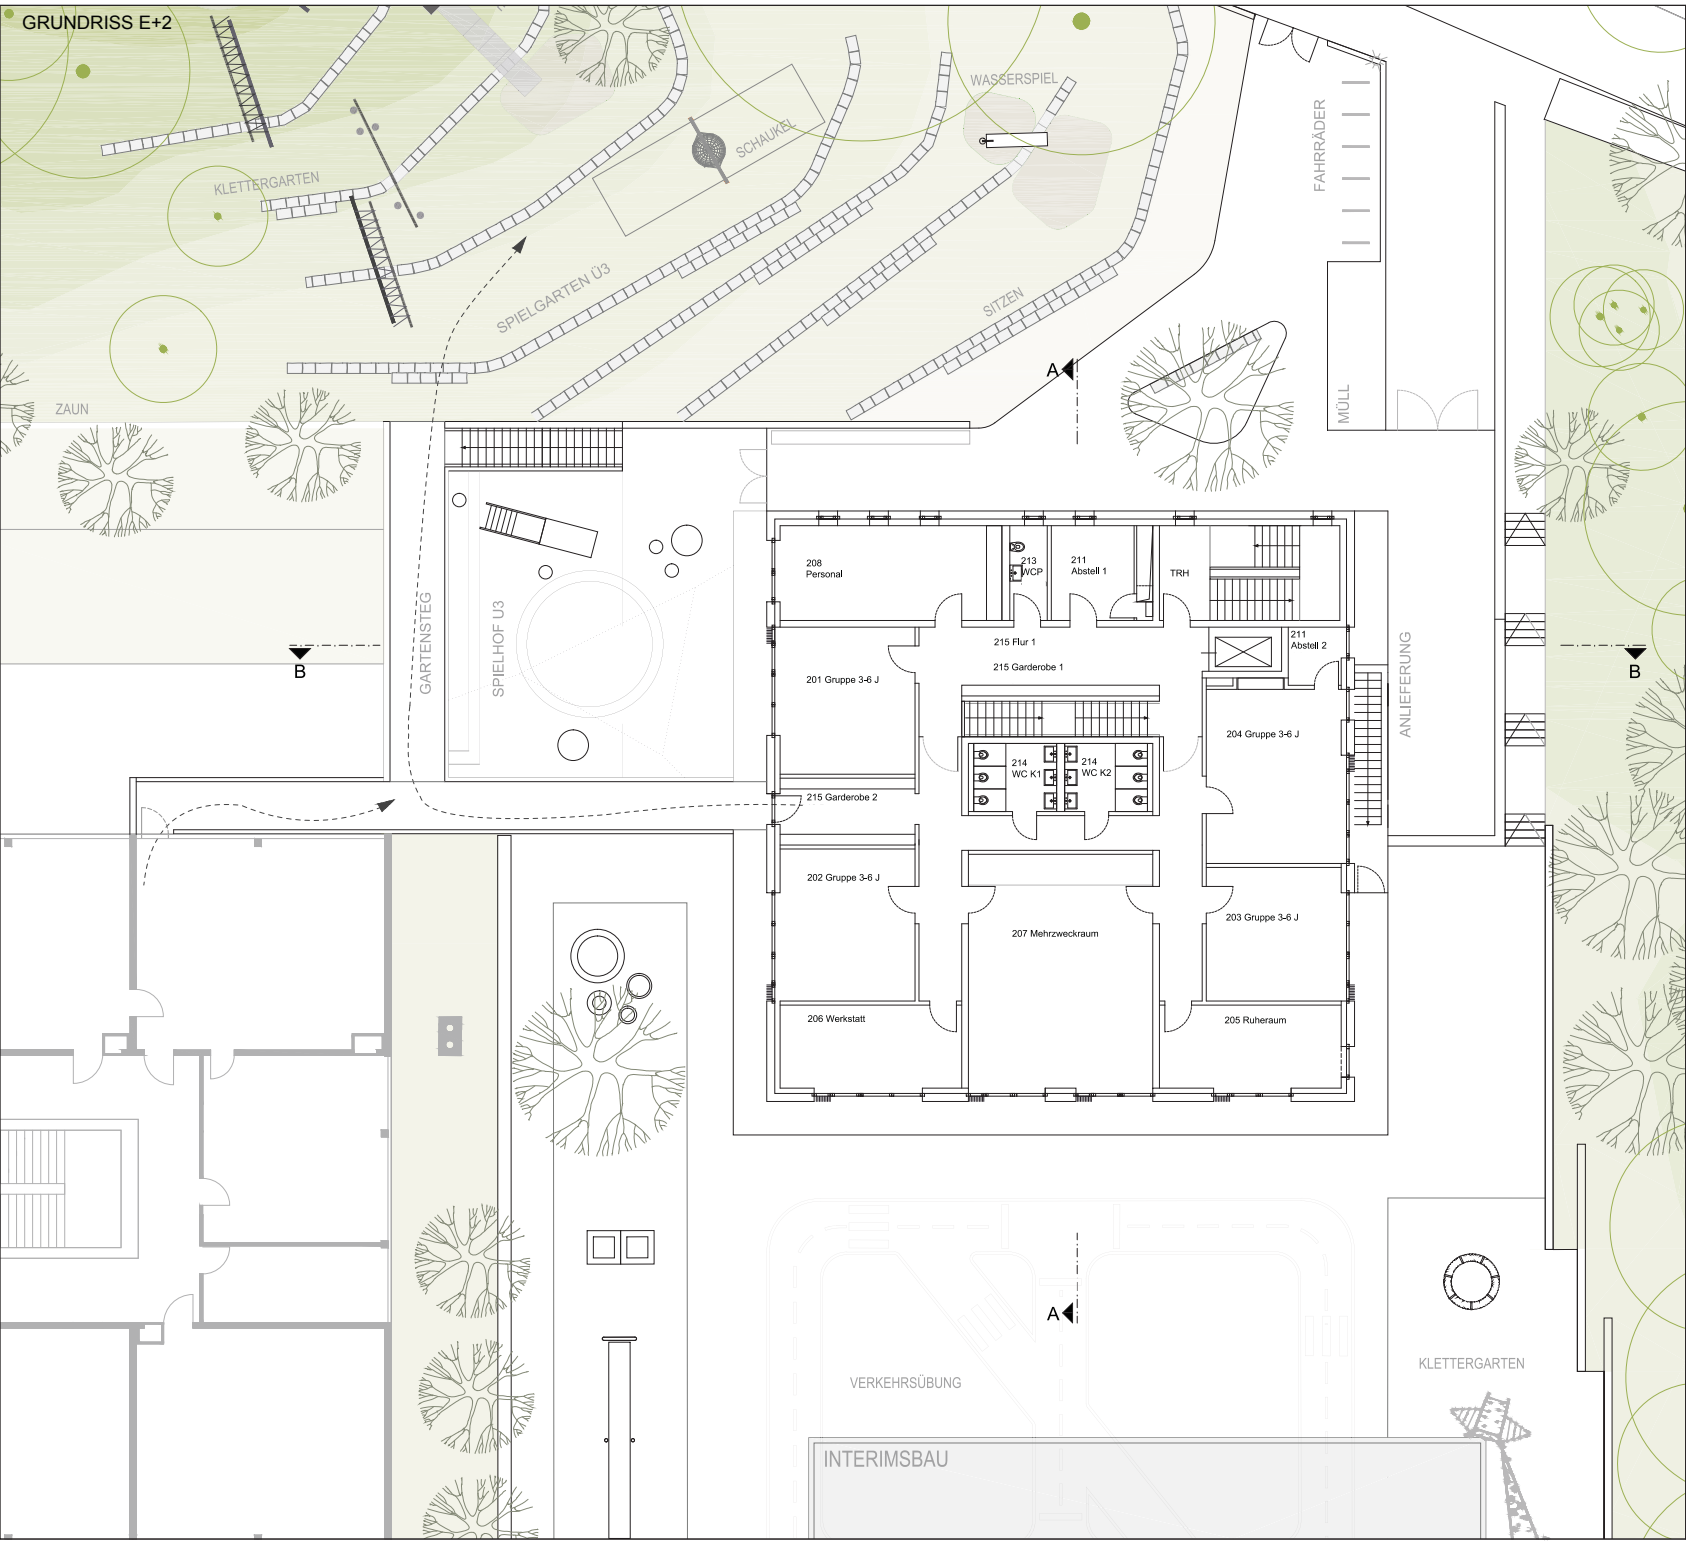 GRUNDRISS E+2
WASSERSPIEL
SCHAUKEL
FAHRRÄDER
KLETTERGARTEN
SPIELGARTEN Ü3
SITZEN
A
ZAUN
MÜLL
208
Personal
213
WCP
211
Abstell 1
TRH
GARTENSTEG
SPIELHOF U3
215 Flur 1
211
Abstell 2
ANLIEFERUNG
B
B
215 Garderobe 1
201 Gruppe 3-6 J
204 Gruppe 3-6 J
214
WC K1
214
WC K2
215 Garderobe 2
202 Gruppe 3-6 J
203 Gruppe 3-6 J
207 Mehrzweckraum
206 Werkstatt
205 Ruheraum
A
KLETTERGARTEN
VERKEHRSÜBUNG
INTERIMSBAU